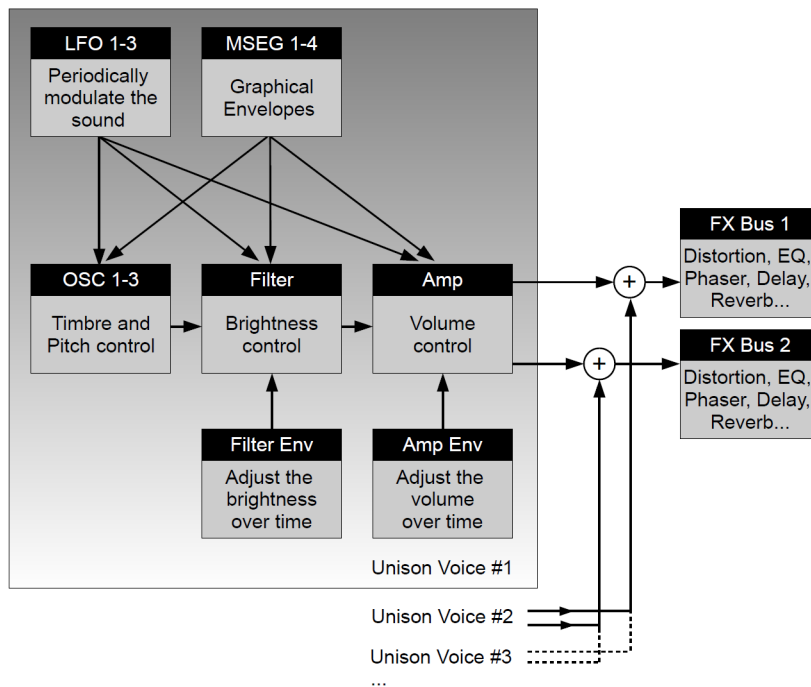 LFO 1-3
Periodically
modulate the
sound
MSEG 1-4
Graphical
Envelopes
OSC 1-3
Timbre and
Pitch control
Filter
Brightness
control
Amp
Volume
control
FX Bus 1
Distortion, EQ,
Phaser, Delay,
Reverb...
FX Bus 2
Distortion, EQ,
Phaser, Delay,
Reverb...
Filter Env
Adjust the
brightness
over time
Amp Env
Adjust the
volume
over time
Unison Voice #1
Unison Voice #2
Unison Voice #3
...